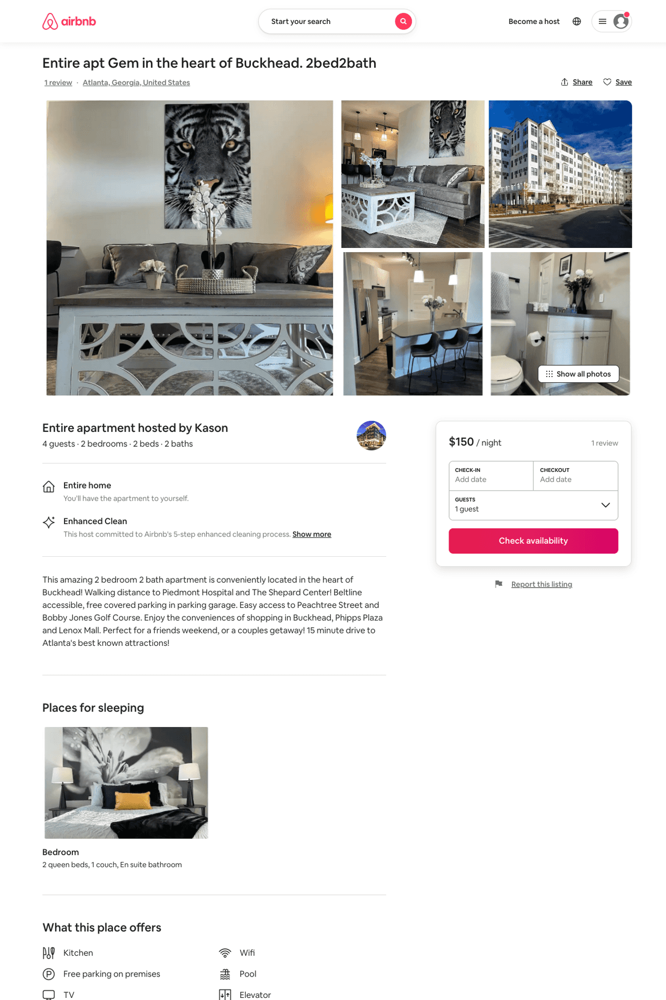 airbnb
Start your search
Become a host
Entire apt Gem in the heart of Buckhead. 2bed2bath
1 review · Atlanta, Georgia, United States
Share
Save
Show all photos
Entire apartment hosted by Kason
4 guests · 2 bedrooms · 2 beds · 2 baths
Entire home
You'll have the apartment to yourself.
Enhanced Clean
This host committed to Airbnb's 5-step enhanced cleaning process. Show more
This amazing 2 bedroom 2 bath apartment is conveniently located in the heart of
Buckhead! Walking distance to Piedmont Hospital and The Shepard Center! Beltline
accessible, free covered parking in parking garage. Easy access to Peachtree Street and
Bobby Jones Golf Course. Enjoy the conveniences of shopping in Buckhead, Phipps Plaza
and Lenox Mall. Perfect for a friends weekend, or a couples getaway! 15 minute drive to
Atlanta's best known attractions!
$150 / night
1 review
CHECK-IN
Add date
CHECKOUT
Add date
GUESTS
1 guest
Check availability
Report this listing
Places for sleeping
Bedroom
2 queen beds, 1 couch, En suite bathroom
What this place offers
Kitchen
Wifi
Free parking on premises
Pool
TV
Elevator